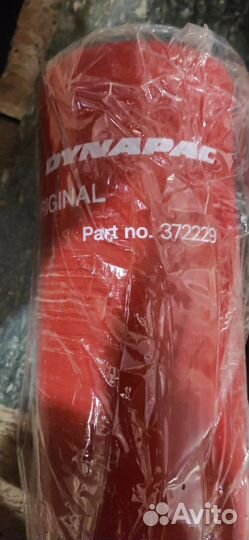 DYNAPAC
ORIGINAL
Part no. 372229
Avito